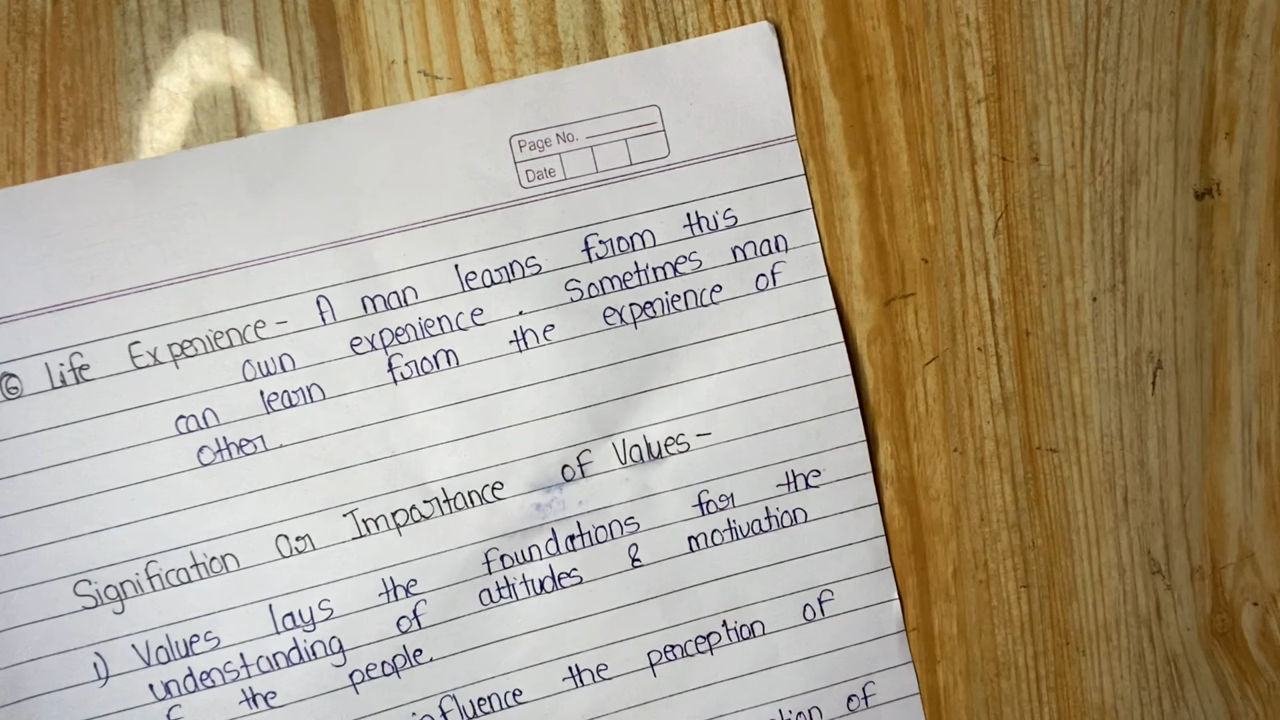 Page No.
Date
6 Life Experience - A man learns from this
own experience. Sometimes man
can learn from the experience of
other.
Signification or Importance of Values -
i) Values lays the foundations for the
understanding of attitudes & motivation
of the people.
influence the perception of
of